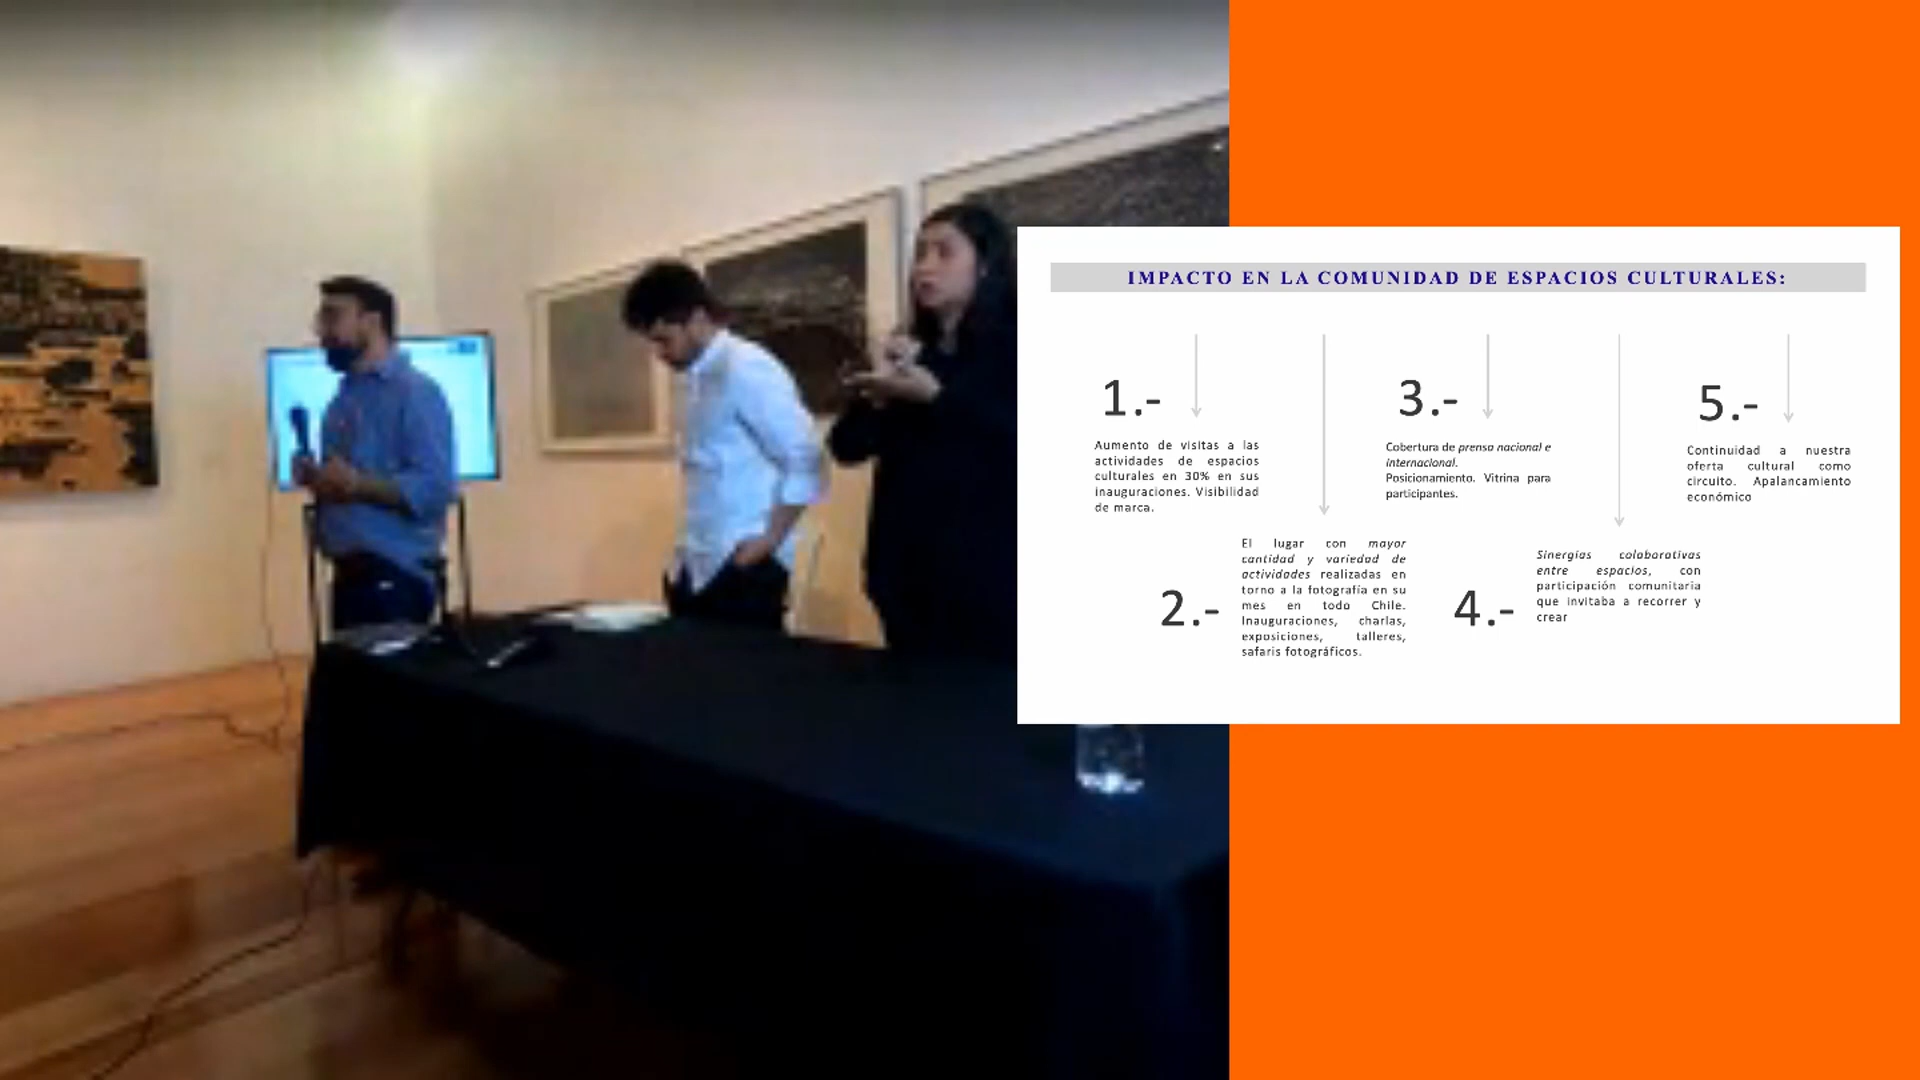 IMPACTO EN LA COMUNIDAD DE ESPACIOS CULTURALES:
1.-
Aumento de visitas a las
actividades de espacios
culturales en 30% en sus
inauguraciones. Visibilidad
de marca.
2.-
El lugar con mayor
cantidad y variedad de
actividades realizadas en
torno a la fotografía en su
mes en todo Chile.
Inauguraciones, charlas,
exposiciones, talleres,
safaris fotográficos.
3.-
Cobertura de prensa nacional e
internacional.
Posicionamiento. Vitrina para
participantes.
4.-
Sinergias colaborativas
entre espacios, con
participación comunitaria
que invitaba a recorrer y
crear
5.-
Continuidad a nuestra
oferta cultural como
circuito. Apalancamiento
económico